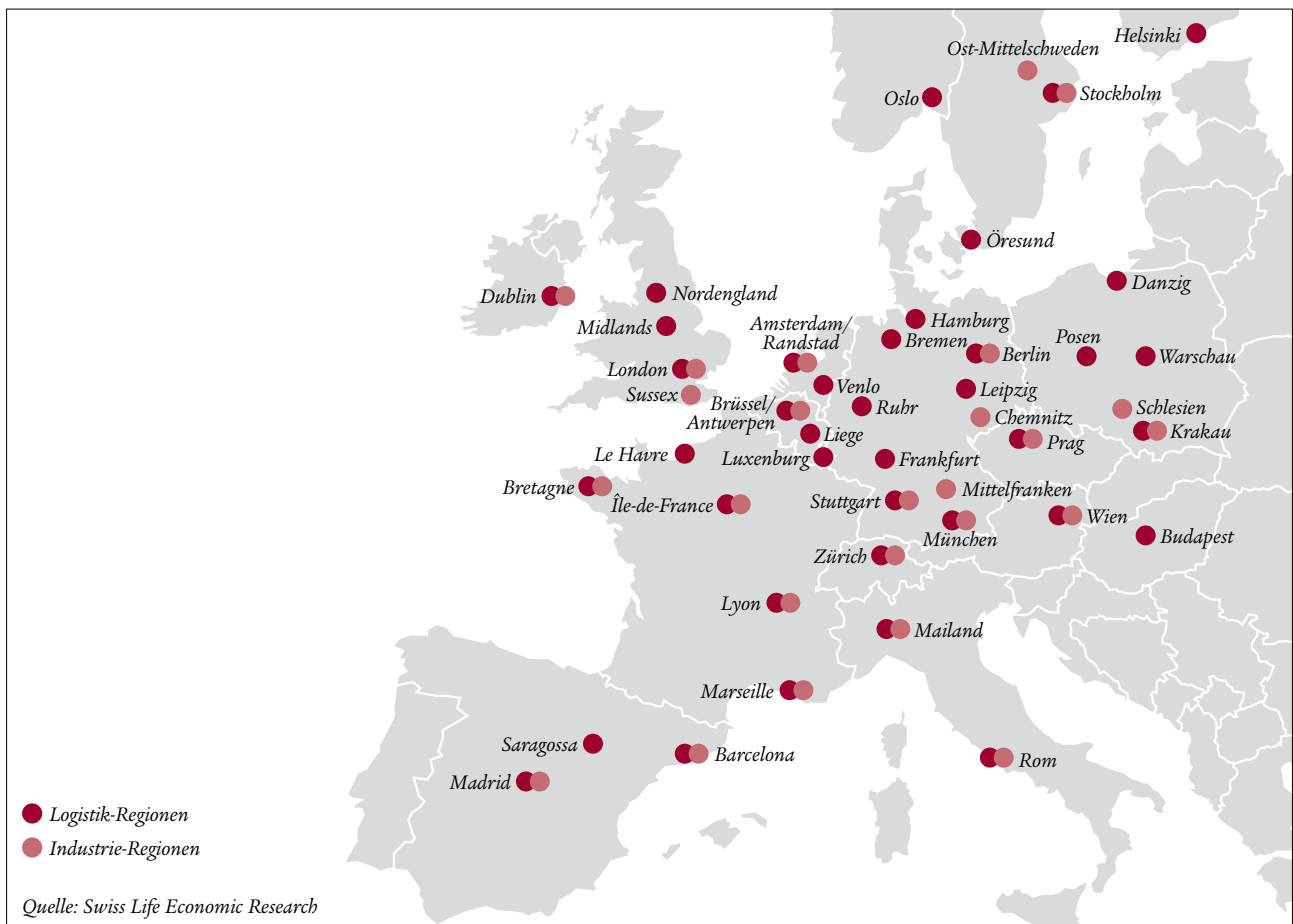 Helsinki
Ost-Mittelschweden
Stockholm
Oslo
Öresund
Danzig
Dublin
Nordengland
Hamburg
Midlands
Amsterdam/
Randstad
Bremen
Posen
Berlin
Warschau
London
Venlo
Leipzig
Sussex
Brüssel/
Antwerpen
Ruhr
Schlesien
Chemnitz
Krakau
Liege
Prag
Le Havre
Luxenburg
Frankfurt
Bretagne
Mittelfranken
Île-de-France
Stuttgart
Wien
München
Budapest
Zürich
Lyon
Mailand
Marseille
Saragossa
Barcelona
Rom
Madrid
Logistik-Regionen
Industrie-Regionen
Quelle: Swiss Life Economic Research